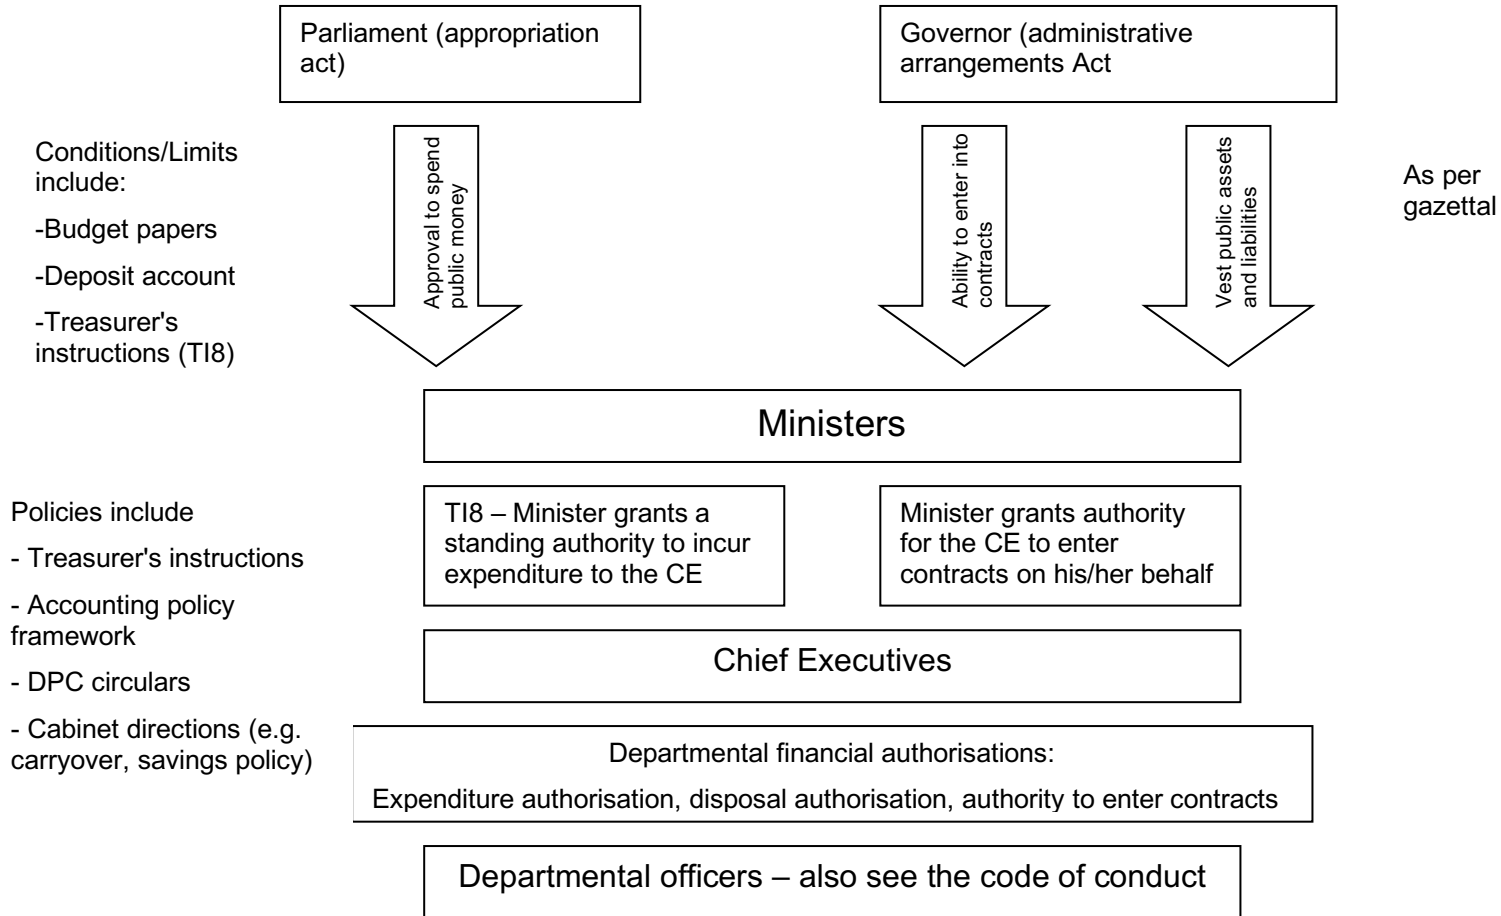 Parliament (appropriation
act)
Governor (administrative
arrangements Act
Conditions/Limits
include:
-Budget papers
-Deposit account
-Treasurer's
instructions (TI8)
Approval to spend
public money
Ability to enter into
contracts
Vest public assets
and liabilities
As per
gazettal
Ministers
Policies include
- Treasurer's instructions
- Accounting policy
framework
- DPC circulars
- Cabinet directions (e.g.
carryover, savings policy)
TI8 – Minister grants a
standing authority to incur
expenditure to the CE
Minister grants authority
for the CE to enter
contracts on his/her behalf
Chief Executives
Departmental financial authorisations:
Expenditure authorisation, disposal authorisation, authority to enter contracts
Departmental officers – also see the code of conduct